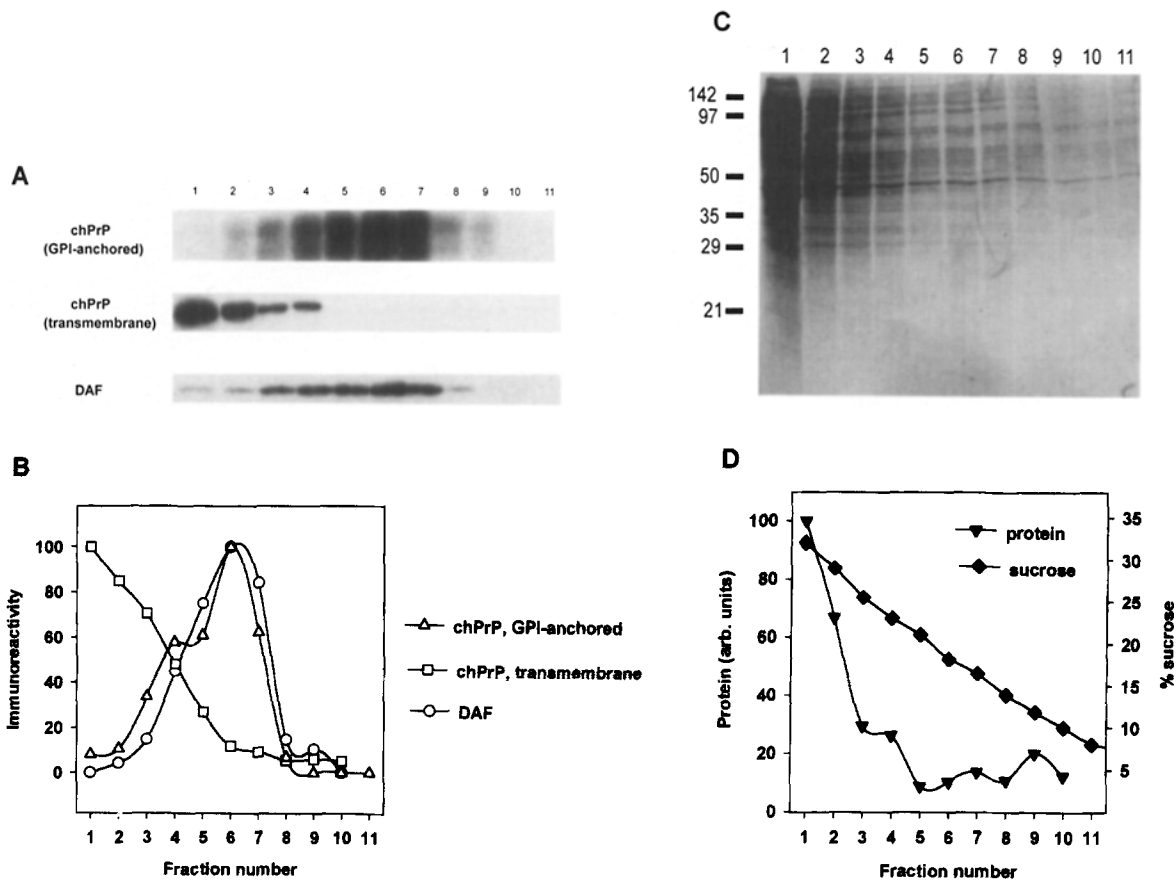 A
1 2 3 4 5 6 7 8 9 10 11
chPrP
(GPI-anchored)
chPrP
(transmembrane)
DAF
B
Immunoreactivity
100
80
60
40
20
0
1 2 3 4 5 6 7 8 9 10 11
Fraction number
chPrP, GPI-anchored
chPrP, transmembrane
DAF
C
1 2 3 4 5 6 7 8 9 10 11
142
97
50
35
29
21
D
Protein (arb. units)
100
80
60
40
20
0
protein
sucrose
35
30
25
20
15
10
5
% sucrose
1 2 3 4 5 6 7 8 9 10 11
Fraction number